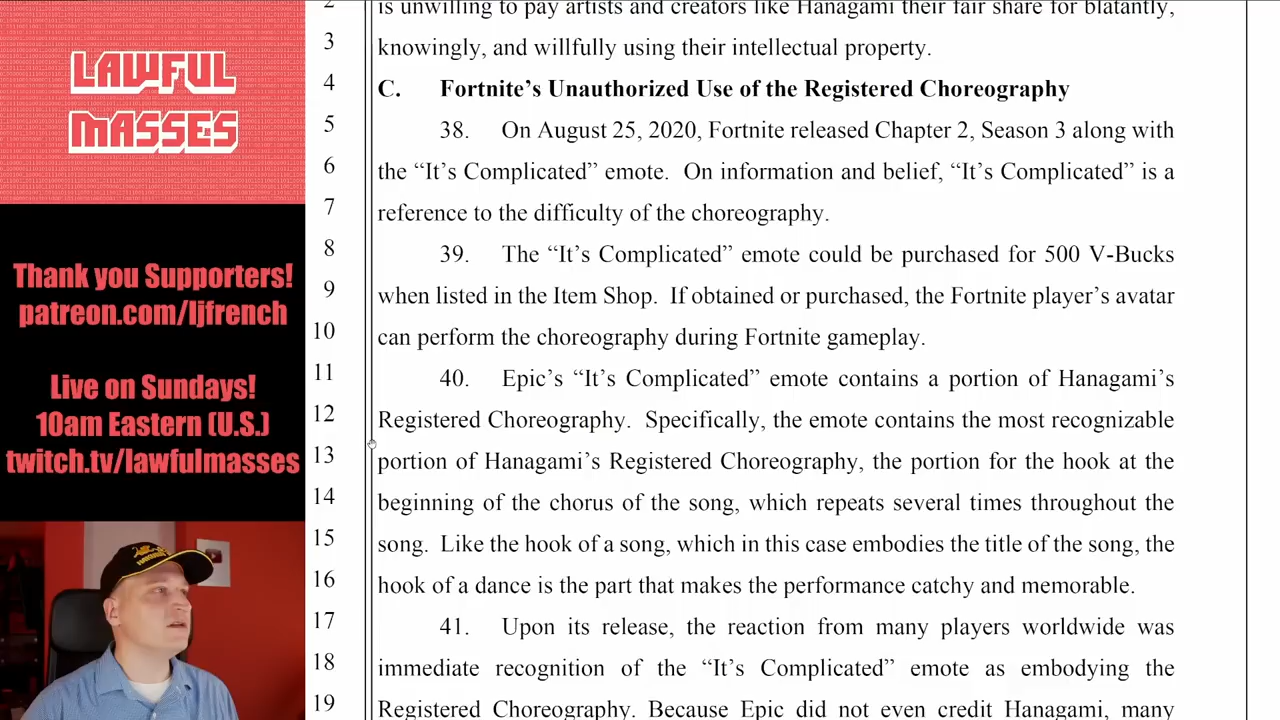 LAWFUL
MASSES
Thank you Supporters!
patreon.com/ljfrench
Live on Sundays!
10am Eastern (U.S.)
twitch.tv/lawfulmasses
2 is unwilling to pay artists and creators like Hanagami their fair share for blatantly,
3 knowingly, and willfully using their intellectual property.
4 C. Fortnite’s Unauthorized Use of the Registered Choreography
5 38. On August 25, 2020, Fortnite released Chapter 2, Season 3 along with
6 the “It’s Complicated” emote. On information and belief, “It’s Complicated” is a
7 reference to the difficulty of the choreography.
8 39. The “It’s Complicated” emote could be purchased for 500 V-Bucks
9 when listed in the Item Shop. If obtained or purchased, the Fortnite player’s avatar
10 can perform the choreography during Fortnite gameplay.
11 40. Epic’s “It’s Complicated” emote contains a portion of Hanagami’s
12 Registered Choreography. Specifically, the emote contains the most recognizable
13 portion of Hanagami’s Registered Choreography, the portion for the hook at the
14 beginning of the chorus of the song, which repeats several times throughout the
15 song. Like the hook of a song, which in this case embodies the title of the song, the
16 hook of a dance is the part that makes the performance catchy and memorable.
17 41. Upon its release, the reaction from many players worldwide was
18 immediate recognition of the “It’s Complicated” emote as embodying the
19 Registered Choreography. Because Epic did not even credit Hanagami, many